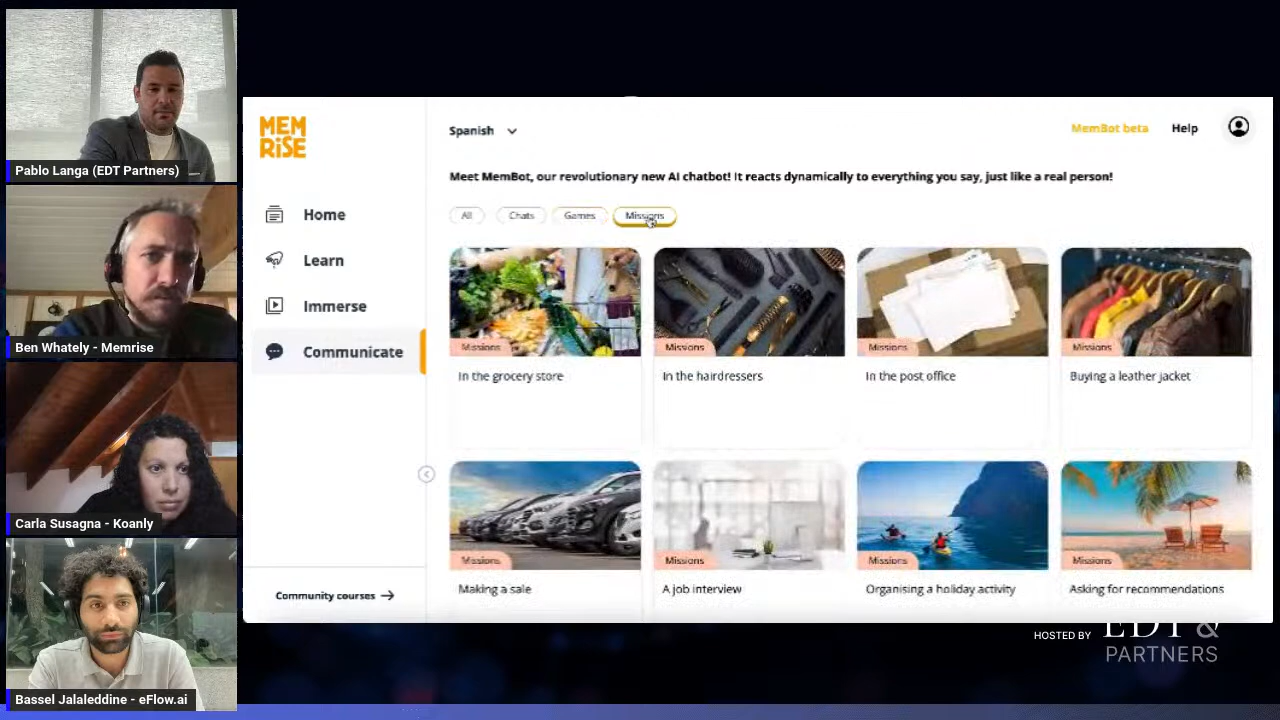 Pablo Langa (EDT Partners)
Ben Whately - Memrise
Carla Susagna - Koanly
Bassel Jalaleddine - eFlow.ai
MEM
RiSE
Home
Learn
Immerse
Communicate
Community courses
Spanish
MemBot beta
Help
Meet MemBot, our revolutionary new AI chatbot! It reacts dynamically to everything you say, just like a real person!
All
Chats
Games
Missions
Missions
In the grocery store
Missions
In the hairdressers
Missions
In the post office
Missions
Buying a leather jacket
Missions
Making a sale
Missions
A job interview
Missions
Organising a holiday activity
Missions
Asking for recommendations
HOSTED BY
EDT &
PARTNERS